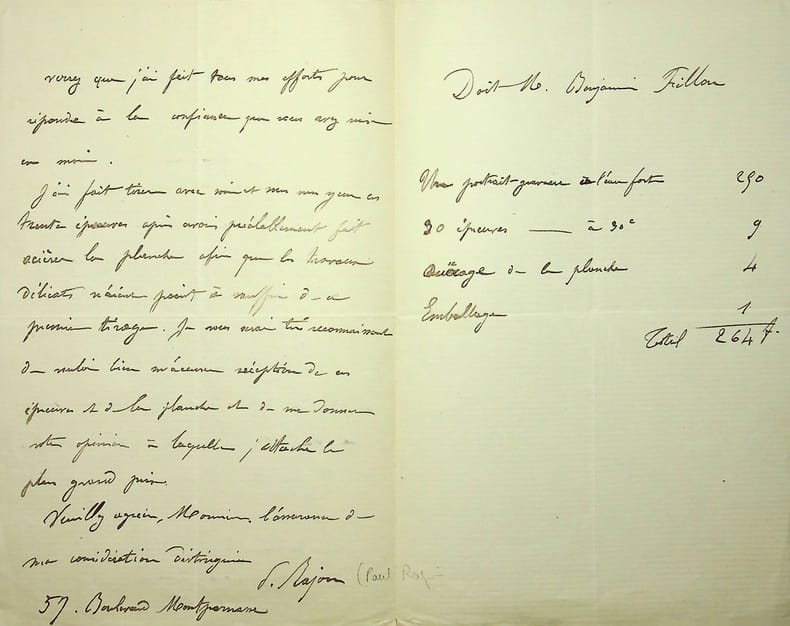 verrez que j'ai fait tous mes efforts pour
répondre à la confiance que vous avez mise
en moi.
J'ai fait tirer avec soin et sous mes yeux ces
trente épreuves après avoir préalablement fait
aciérer la planche afin que les travaux
délicats n'aient point à souffrir de ce
premier tirage. Je vous serai très reconnaissant
de vouloir bien m'accuser réception de ces
épreuves et de la planche et de me donner
votre opinion à laquelle j'attache le
plus grand prix.
Veuillez agréer, Monsieur, l'assurance de
ma considération distinguée
P. Rajon (Paul
57. Boulevard Montparnasse
Doit M. Benjamin Fillon
Un portrait gravure à l'eau forte 250
30 épreuves — à 30c 9
aciérage de la planche 4
Emballage 1
Total 264 f.